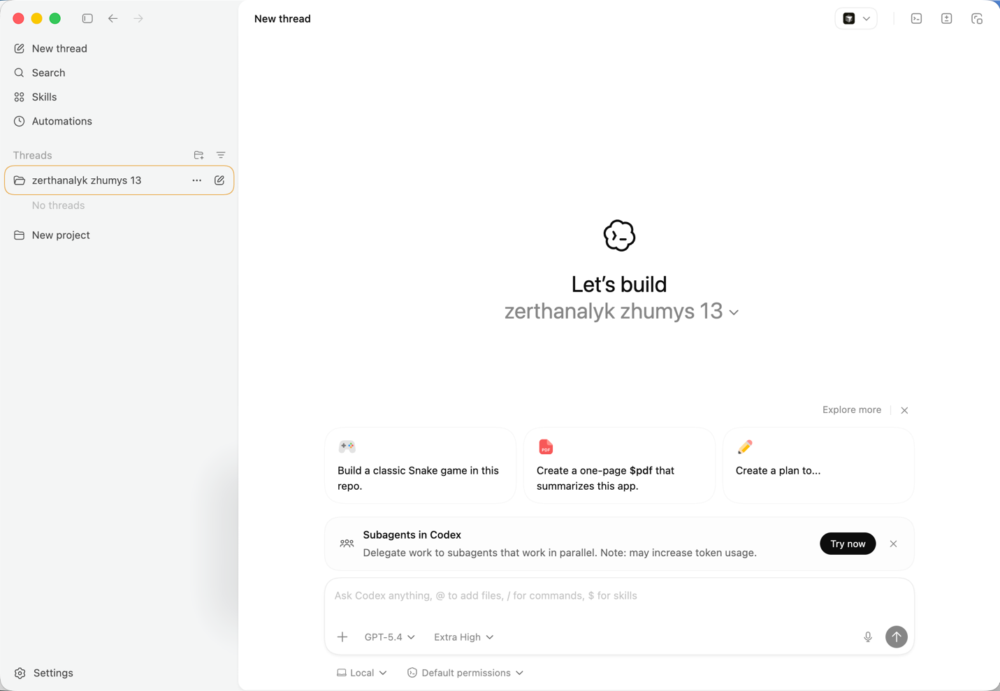 New thread
New thread
Search
Skills
Automations
Threads
zerthanalyk zhumys 13
No threads
New project
Let's build
zerthanalyk zhumys 13
Explore more
Build a classic Snake game in this
repo.
PDF
Create a one-page $pdf that
summarizes this app.
Create a plan to...
Subagents in Codex
Delegate work to subagents that work in parallel. Note: may increase token usage.
Try now
Ask Codex anything, @ to add files, / for commands, $ for skills
GPT-5.4 Extra High
Local Default permissions
Settings